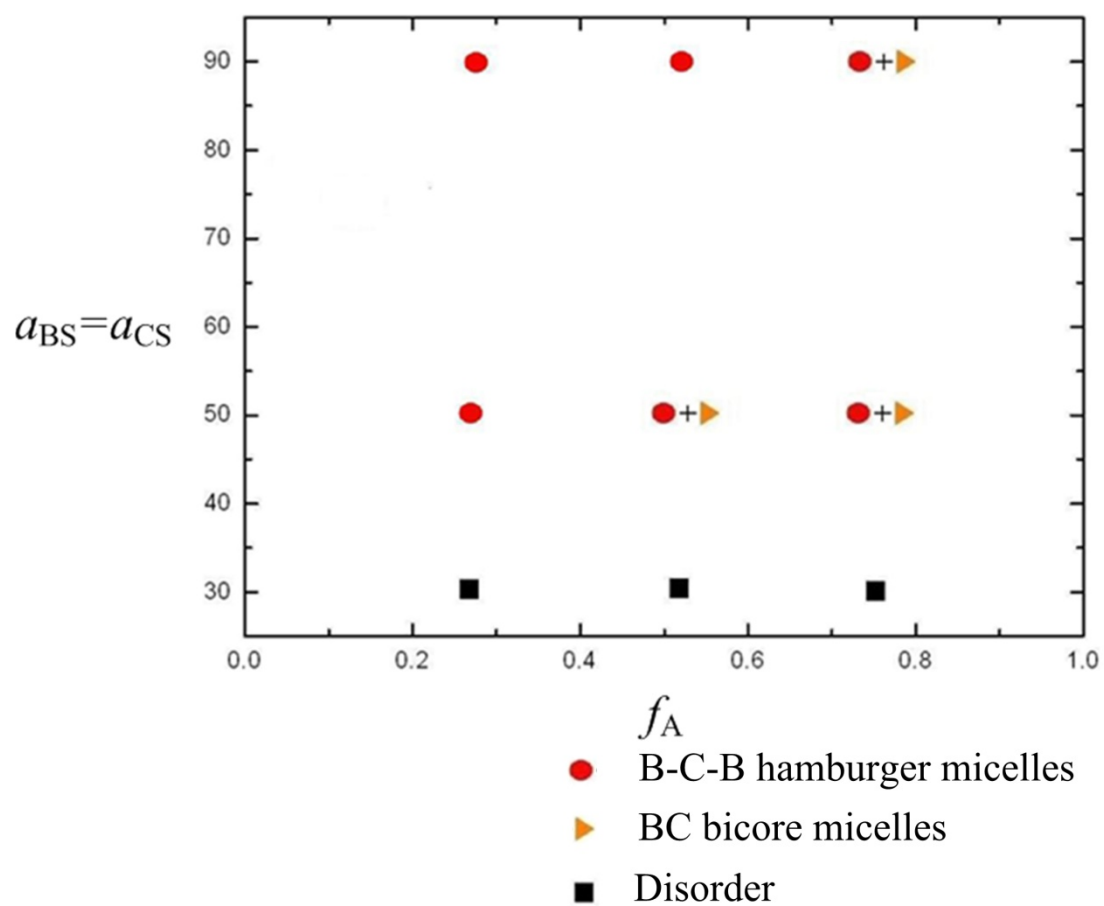 90
80
70
60
50
40
30
a_BS=a_CS
+
+ +
0.0 0.2 0.4 0.6 0.8 1.0
f_A
B-C-B hamburger micelles
BC bicore micelles
Disorder